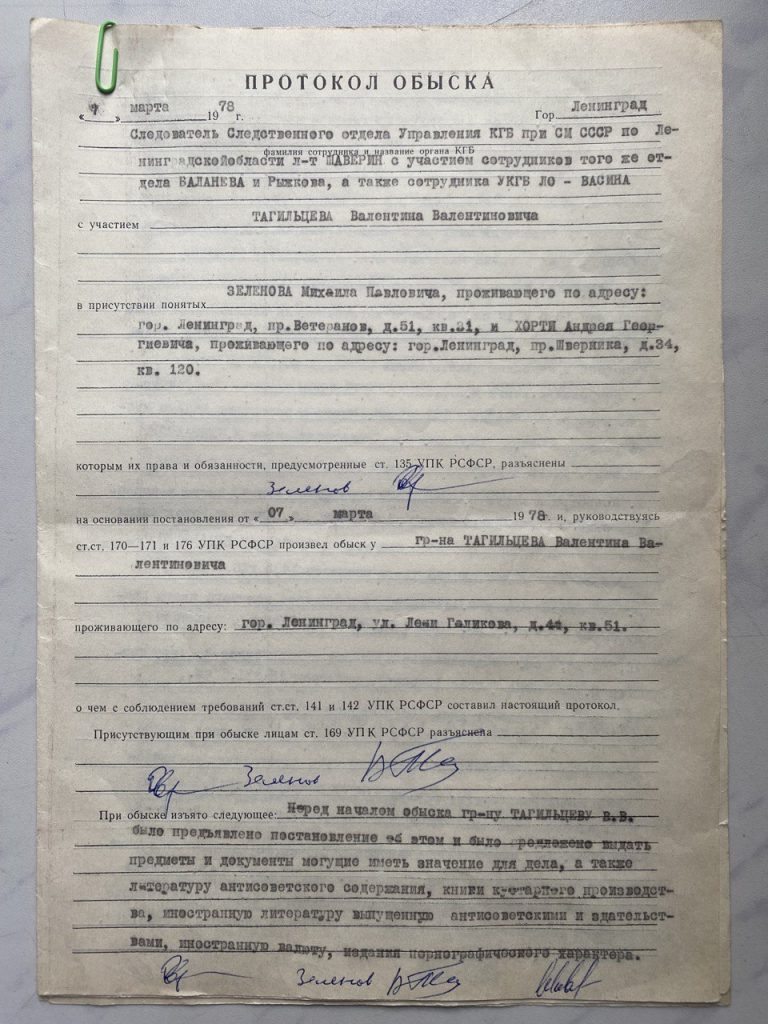 ПРОТОКОЛ ОБЫСКА
«7» марта 1978 г. Гор. Ленинград
Следователь Следственного отдела Управления КГБ при СМ СССР по Ле-
фамилия сотрудника и название органа КГБ
нинградскойобласти л-т ШАВЕРИН с участием сотрудников того же от-
дела БАЛАНЕВА и Рыжкова, а также сотрудника УКГБ ЛО - ВАСИНА
с участием ТАГИЛЬЦЕВА Валентина Валентиновича
в присутствии понятых ЗЕЛЕНОВА Михаила Павловича, проживающего по адресу:
гор. Ленинград, пр.Ветеранов, д.51, кв.31, и ХОРТИ Андрея Геор-
гиевича, проживающего по адресу: гор.Ленинград, пр.Шверника, д.34,
кв. 120.
которым их права и обязанности, предусмотренные ст. 135 УПК РСФСР, разъяснены
Зеленов
на основании постановления от «07» марта 1978г. и, руководствуясь
ст.ст. 170—171 и 176 УПК РСФСР произвел обыск у гр-на ТАГИЛЬЦЕВА Валентина Ва-
лентиновича
проживающего по адресу: гор. Ленинград, ул. Лени Голикова, кв.51.
о чем с соблюдением требований ст.ст. 141 и 142 УПК РСФСР составил настоящий протокол.
Присутствующим при обыске лицам ст. 169 УПК РСФСР разъяснена
Зеленов
При обыске изъято следующее: Перед началом обыска гр-ну ТАГИЛЬЦЕВУ В.В.
было предъявлено постановление об этом и было предложено выдать
предметы и документы могущие иметь значение для дела, а также
литературу антисоветского содержания, книги кустарного производст-
ва, иностранную литературу выпущенную антисоветскими издательст-
вами, иностранную валюту, издания порнографического характера.
Зеленов